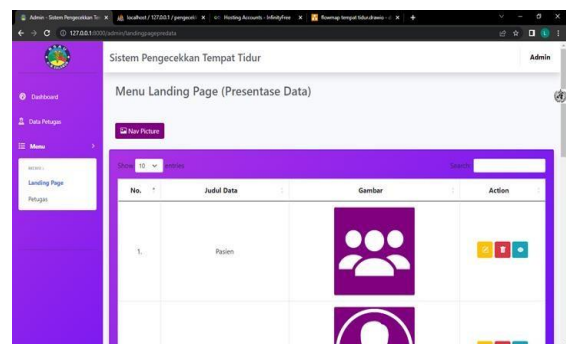 Admin - Sistem Pengecekkan Te
localhost / 127.0.0.1 / pengecek
Hosting Accounts - InfinityFree
Rowmap tempat tidur.drawio -
127.0.0.1:8000/admin/landingpagepredata
Sistem Pengecekkan Tempat Tidur
Admin
Menu Landing Page (Presentase Data)
Dashboard
Data Petugas
Menu
Landing Page
Petugas
Nav Picture
Show 10 entries
Search:
No. Judul Data Gambar Action
1. Pasien